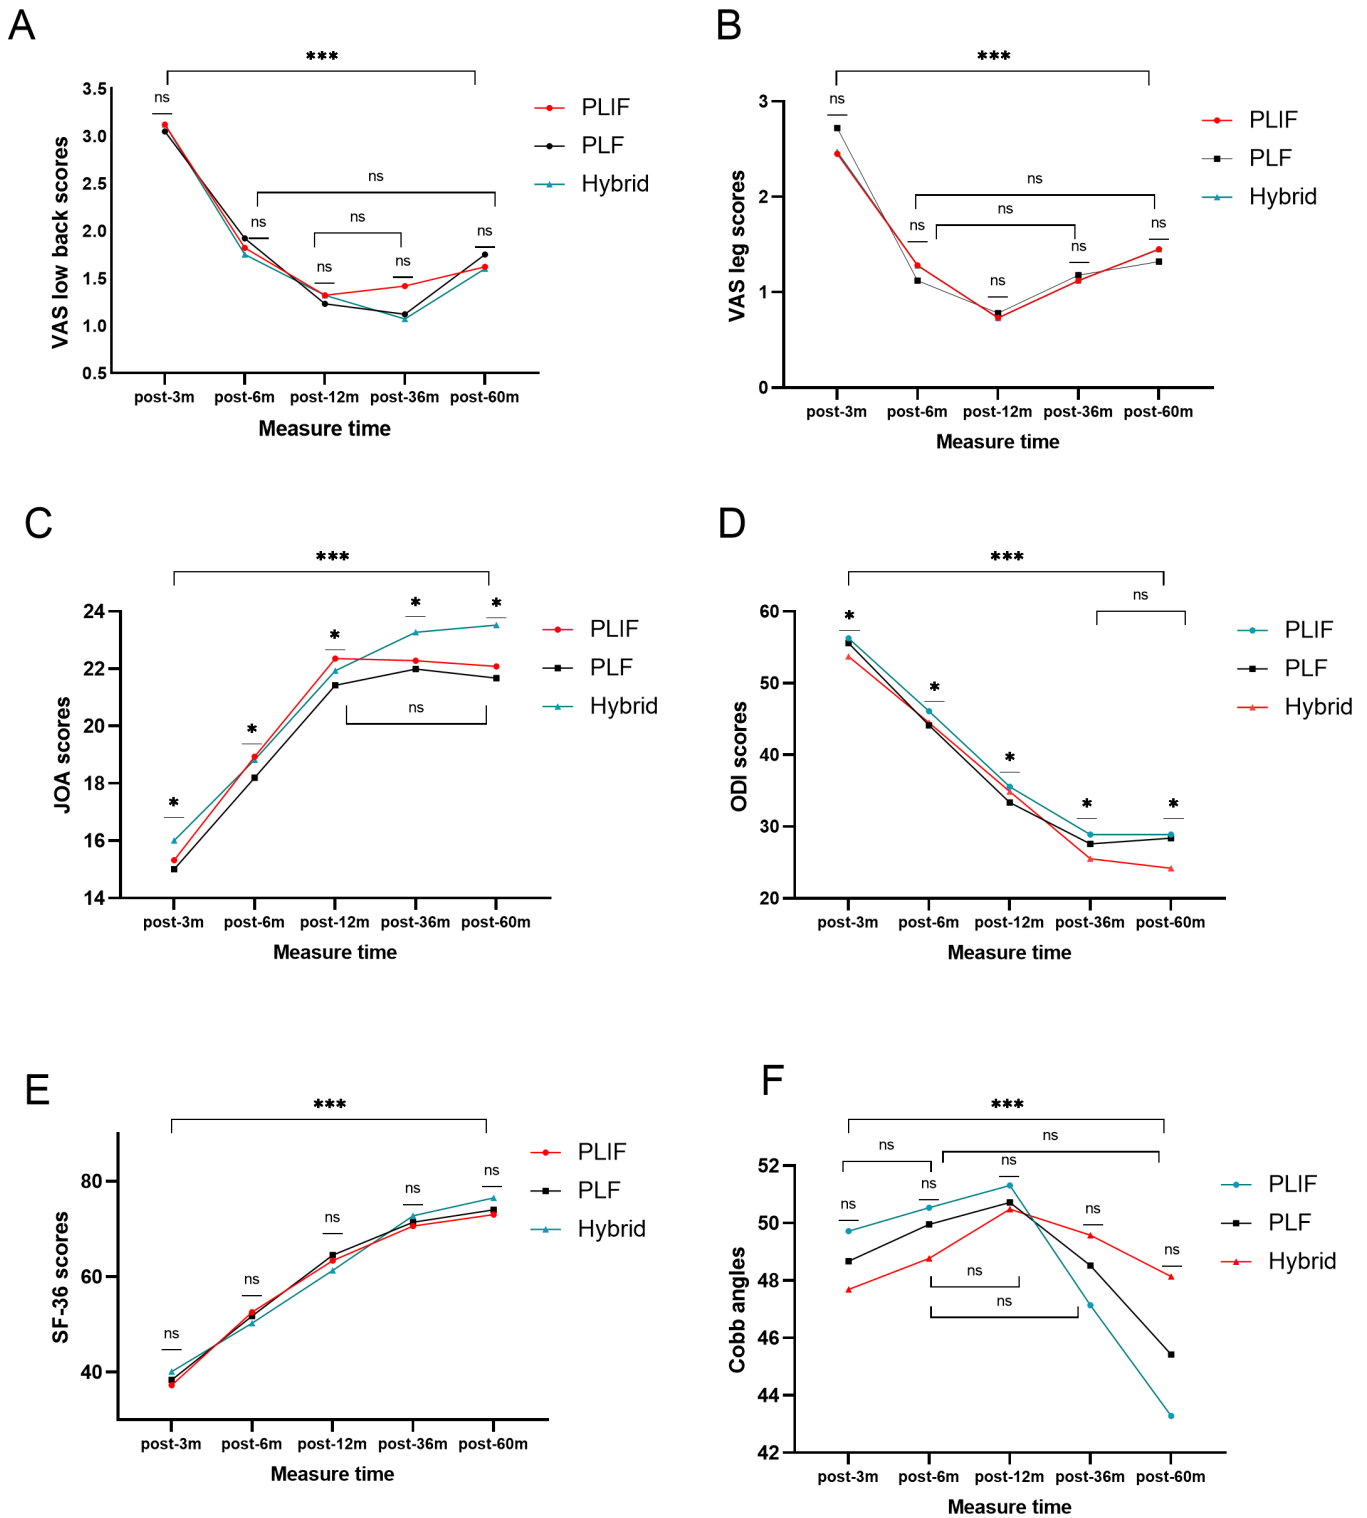 A
***
3.5
3.0
2.5
2.0
1.5
1.0
0.5
VAS low back scores
ns
ns
ns
ns
ns
ns
ns
post-3m post-6m post-12m post-36m post-60m
Measure time
PLIF
PLF
Hybrid
B
***
3
2
1
0
VAS leg scores
ns
ns
ns
ns
ns
ns
ns
post-3m post-6m post-12m post-36m post-60m
Measure time
PLIF
PLF
Hybrid
C
***
24
22
20
18
16
14
JOA scores
*
*
*
*
*
ns
post-3m post-6m post-12m post-36m post-60m
Measure time
PLIF
PLF
Hybrid
D
***
ns
60
50
40
30
20
ODI scores
*
*
*
*
*
post-3m post-6m post-12m post-36m post-60m
Measure time
PLIF
PLF
Hybrid
E
***
80
60
40
SF-36 scores
ns
ns
ns
ns
ns
post-3m post-6m post-12m post-36m post-60m
Measure time
PLIF
PLF
Hybrid
F
***
ns
ns
52
50
48
46
44
42
Cobb angles
ns
ns
ns
ns
ns
ns
ns
post-3m post-6m post-12m post-36m post-60m
Measure time
PLIF
PLF
Hybrid